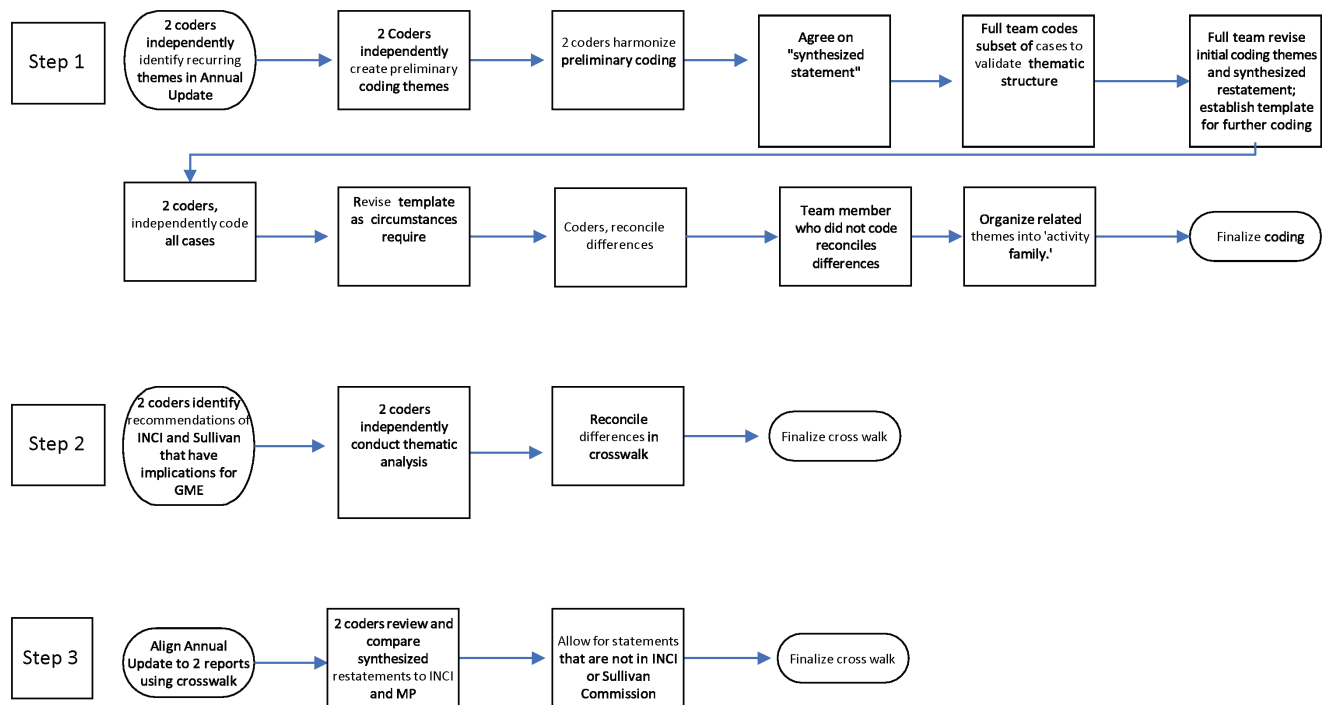 Step 1
2 coders
independently
identify recurring
themes in Annual
Update
2 Coders
independently
create preliminary
coding themes
2 coders harmonize
preliminary coding
Agree on
"synthesized
statement"
Full team codes
subset of cases to
validate thematic
structure
Full team revise
initial coding themes
and synthesized
restatement;
establish template
for further coding
2 coders,
independently code
all cases
Revise template
as circumstances
require
Coders, reconcile
differences
Team member
who did not code
reconciles
differences
Organize related
themes into 'activity
family.'
Finalize coding
Step 2
2 coders identify
recommendations of
INCI and Sullivan
that have
implications for
GME
2 coders
independently
conduct thematic
analysis
Reconcile
differences in
crosswalk
Finalize cross walk
Step 3
Align Annual
Update to 2 reports
using crosswalk
2 coders review and
compare
synthesized
restatements to INCI
and MP
Allow for statements
that are not in INCI
or Sullivan
Commission
Finalize cross walk